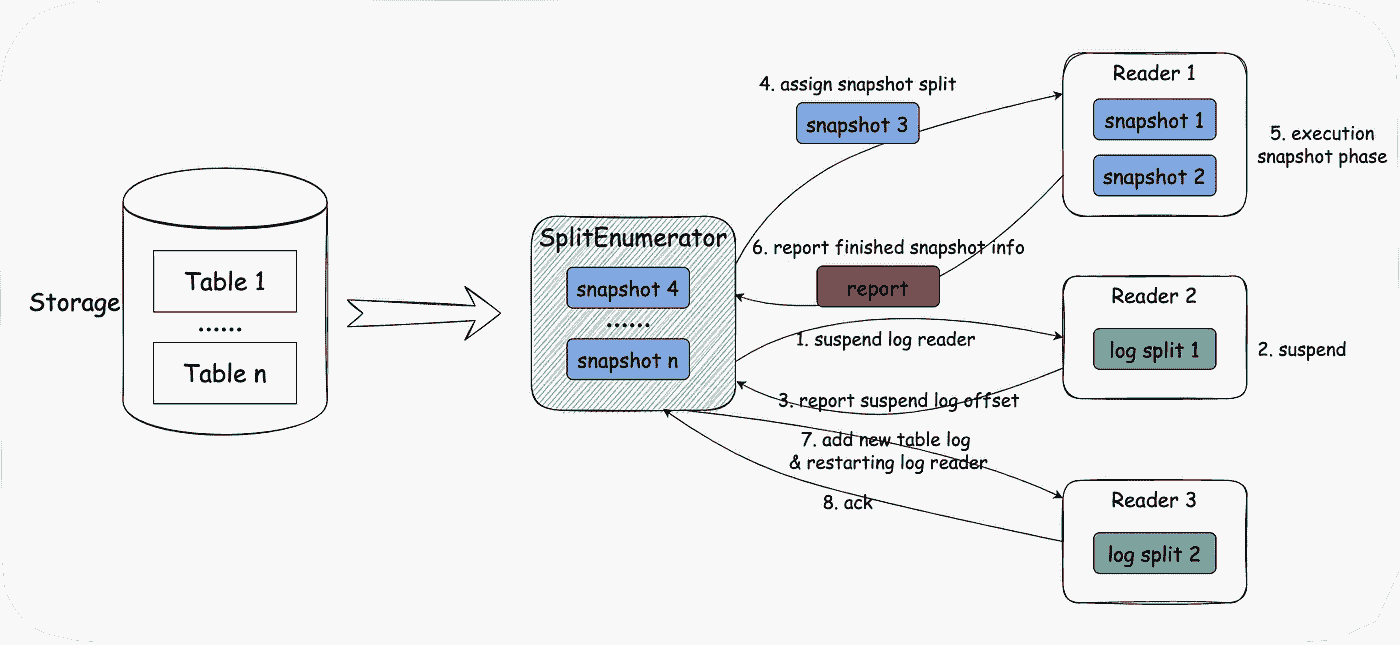 Storage
Table 1
......
Table n
SplitEnumerator
snapshot 4
......
snapshot n
4. assign snapshot split
snapshot 3
6. report finished snapshot info
report
1. suspend log reader
3. report suspend log offset
7. add new table log
& restarting log reader
8. ack
Reader 1
snapshot 1
snapshot 2
5. execution
snapshot phase
Reader 2
log split 1
2. suspend
Reader 3
log split 2